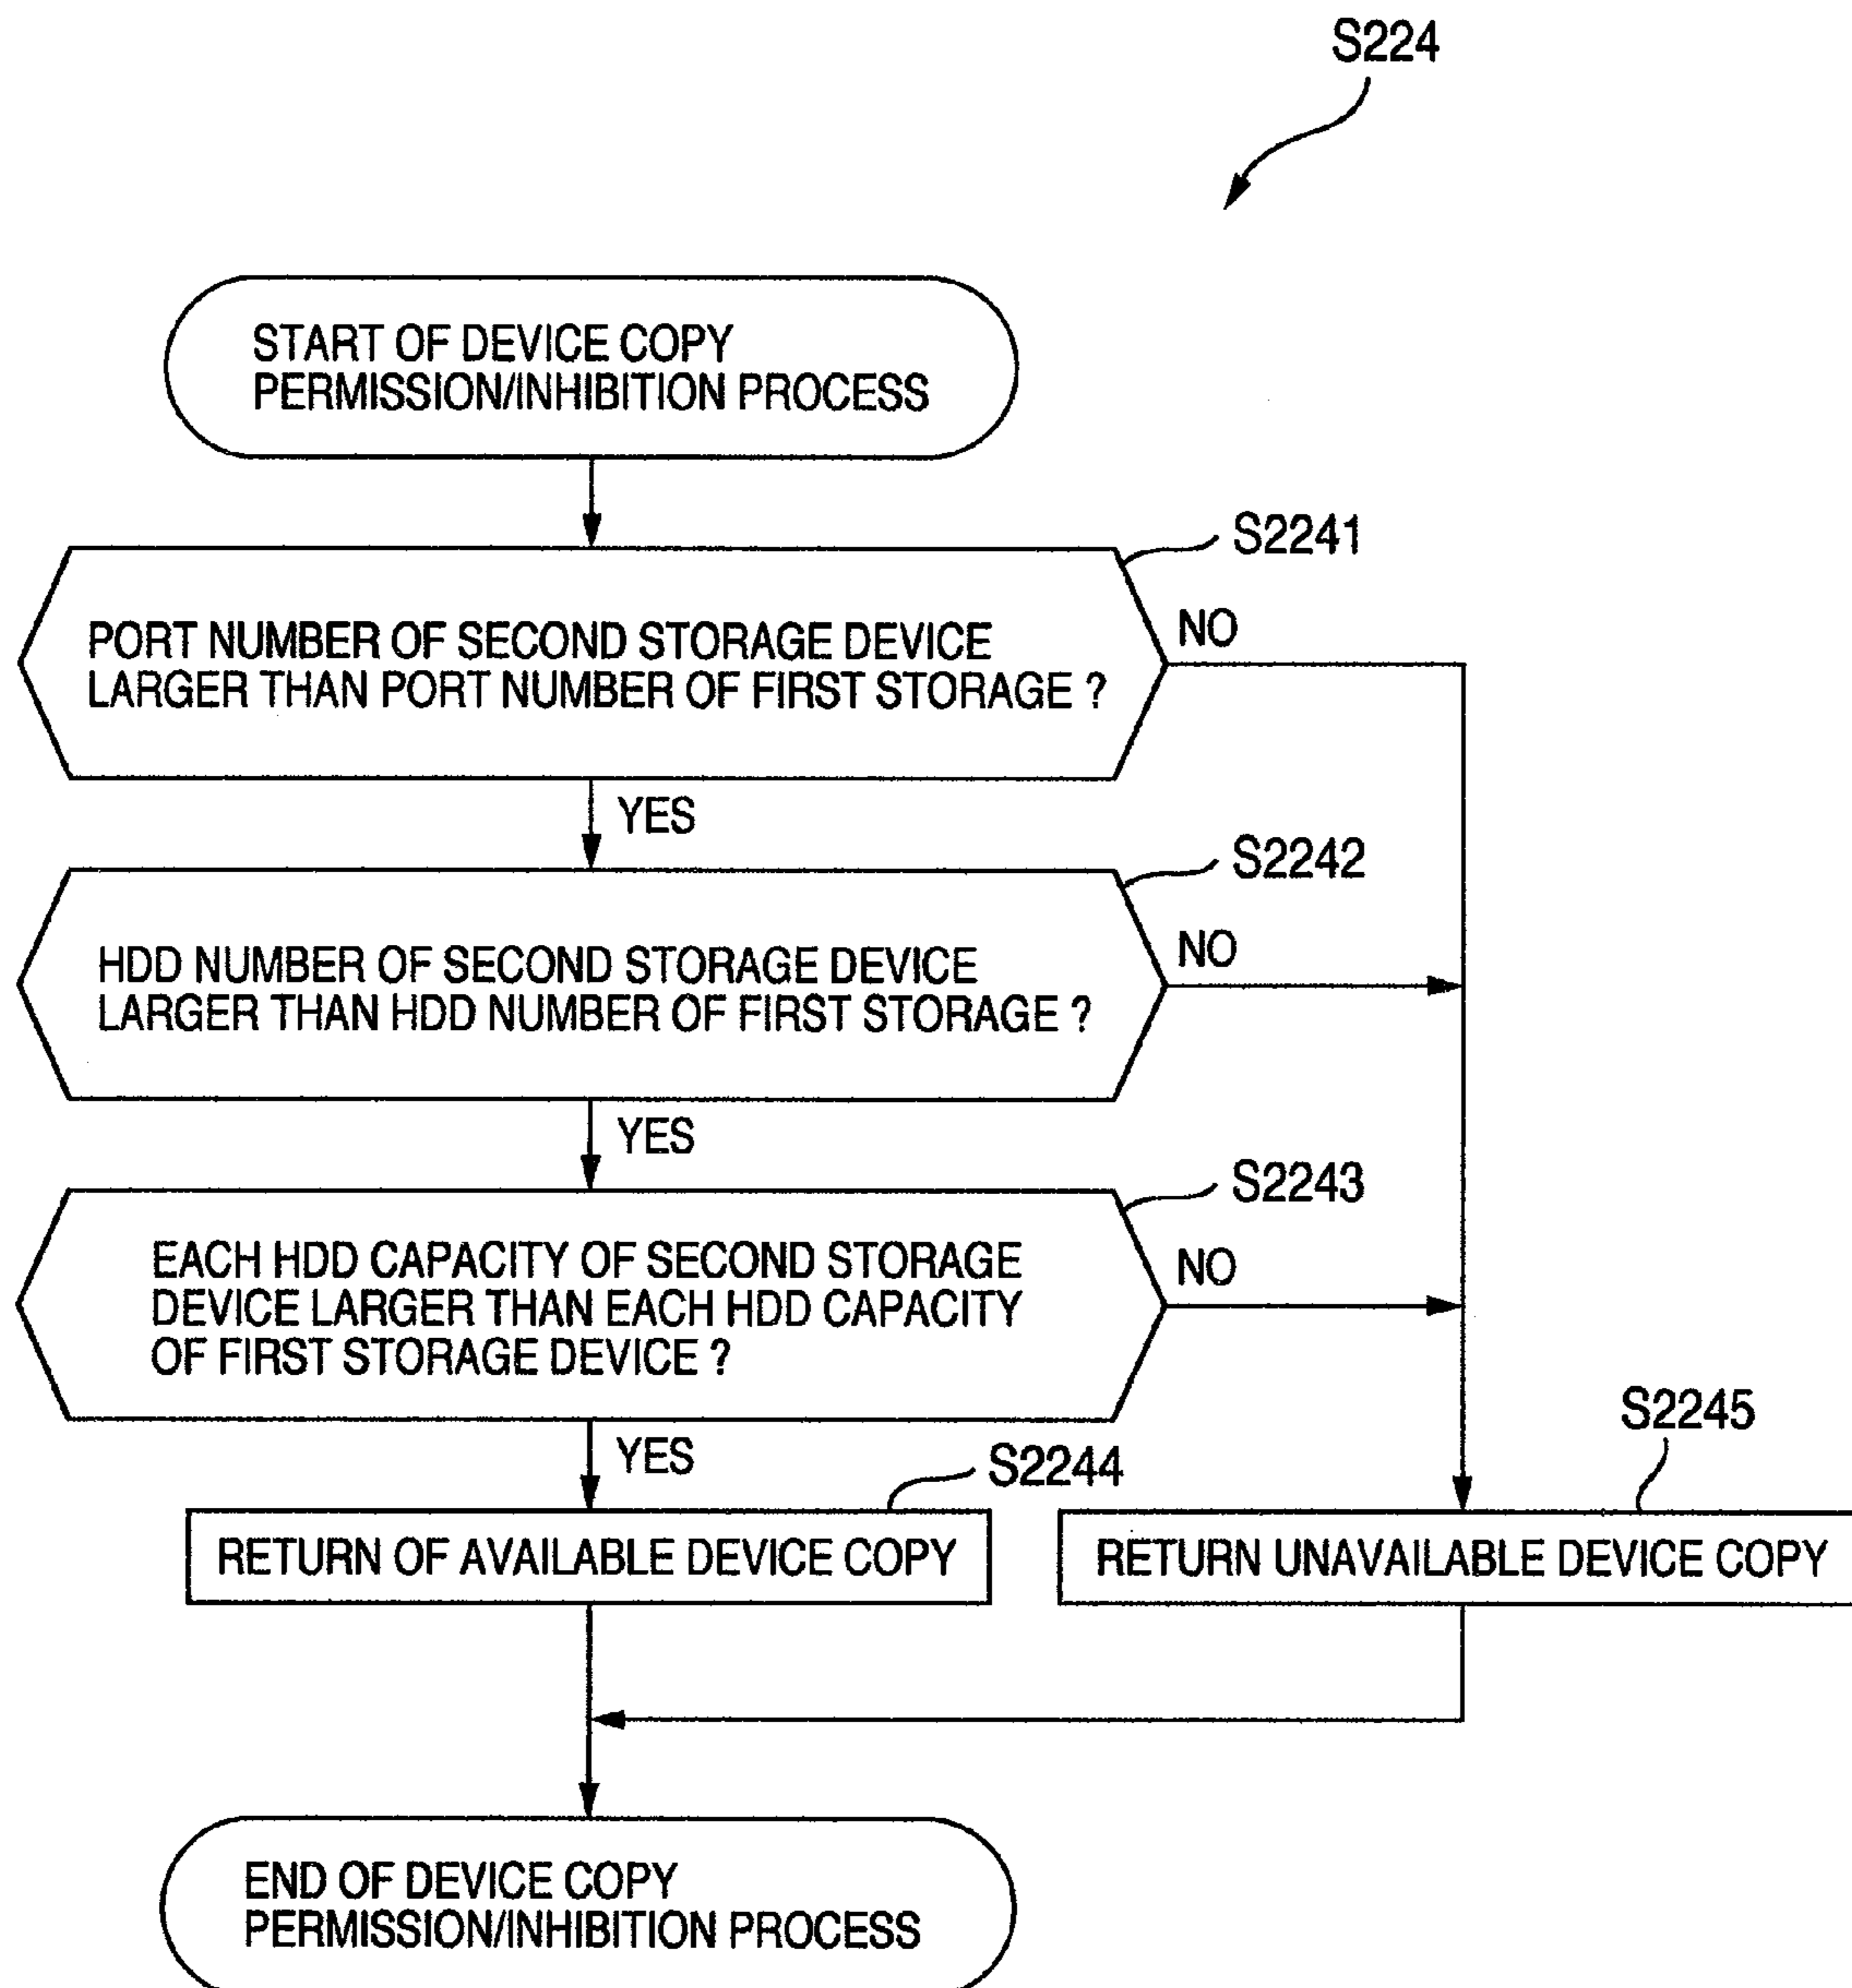 S224
START OF DEVICE COPY
PERMISSION/INHIBITION PROCESS
S2241
PORT NUMBER OF SECOND STORAGE DEVICE
LARGER THAN PORT NUMBER OF FIRST STORAGE ?
NO
YES
S2242
HDD NUMBER OF SECOND STORAGE DEVICE
LARGER THAN HDD NUMBER OF FIRST STORAGE ?
NO
YES
S2243
EACH HDD CAPACITY OF SECOND STORAGE
DEVICE LARGER THAN EACH HDD CAPACITY
OF FIRST STORAGE DEVICE ?
NO
YES
S2244
RETURN OF AVAILABLE DEVICE COPY
S2245
RETURN UNAVAILABLE DEVICE COPY
END OF DEVICE COPY
PERMISSION/INHIBITION PROCESS